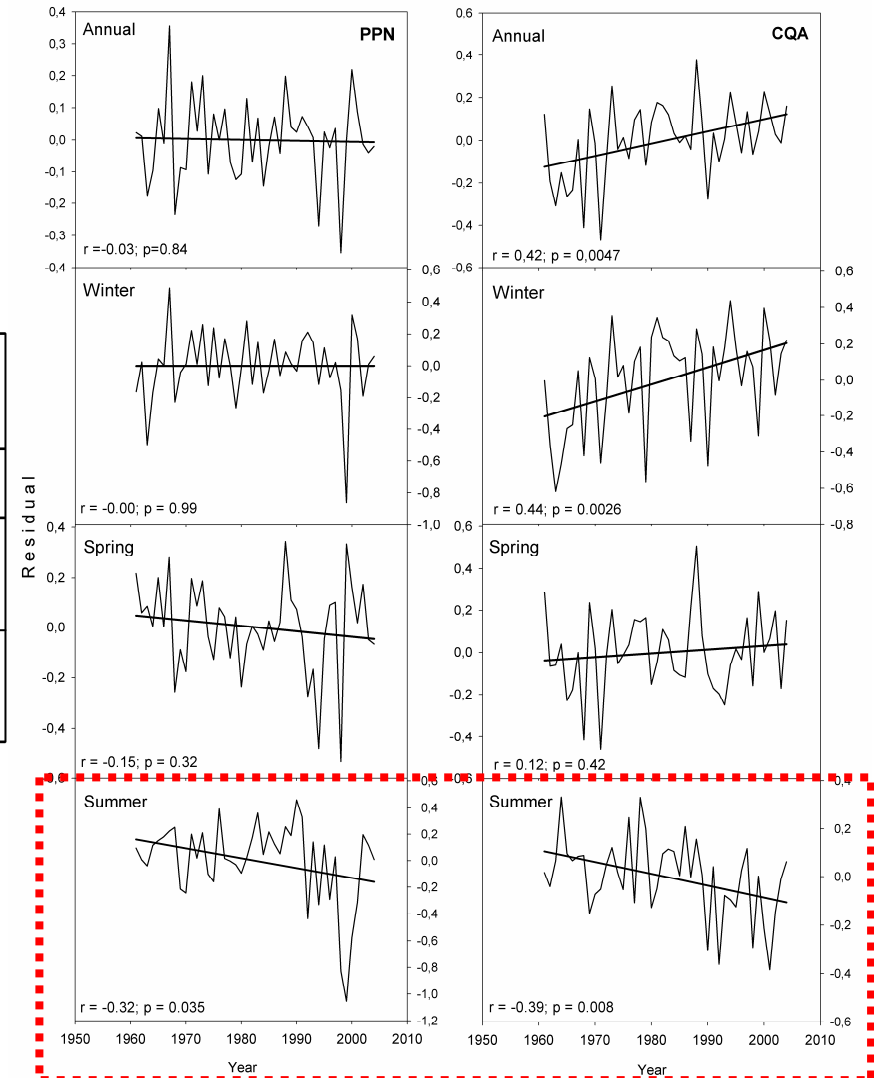 Residual
0,4
0,3
0,2
0,1
0,0
-0,1
-0,2
-0,3
-0,4
Annual
PPN
r =-0.03; p=0.84
0,6
0,4
0,2
0,0
-0,2
-0,4
-0,6
Annual
CQA
r = 0,42; p = 0,0047
Winter
r = -0.00; p = 0.99
0,6
0,4
0,2
0,0
-0,2
-0,4
-0,6
-0,8
-1,0
Winter
r = 0.44; p = 0.0026
0,6
0,4
0,2
0,0
-0,2
-0,4
-0,6
-0,8
0,4
0,2
0,0
-0,2
-0,4
Spring
r = -0.15; p = 0.32
0,6
0,4
0,2
0,0
-0,2
-0,4
Spring
r = 0.12; p = 0.42
Summer
r = -0.32; p = 0.035
0,4
0,2
0,0
-0,2
-0,4
-0,6
-0,8
-1,0
-1,2
1950 1960 1970 1980 1990 2000 2010
Year
Summer
r = -0.39; p = 0.008
0,2
0,0
-0,2
-0,4
-0,6
1950 1960 1970 1980 1990 2000 2010
Year